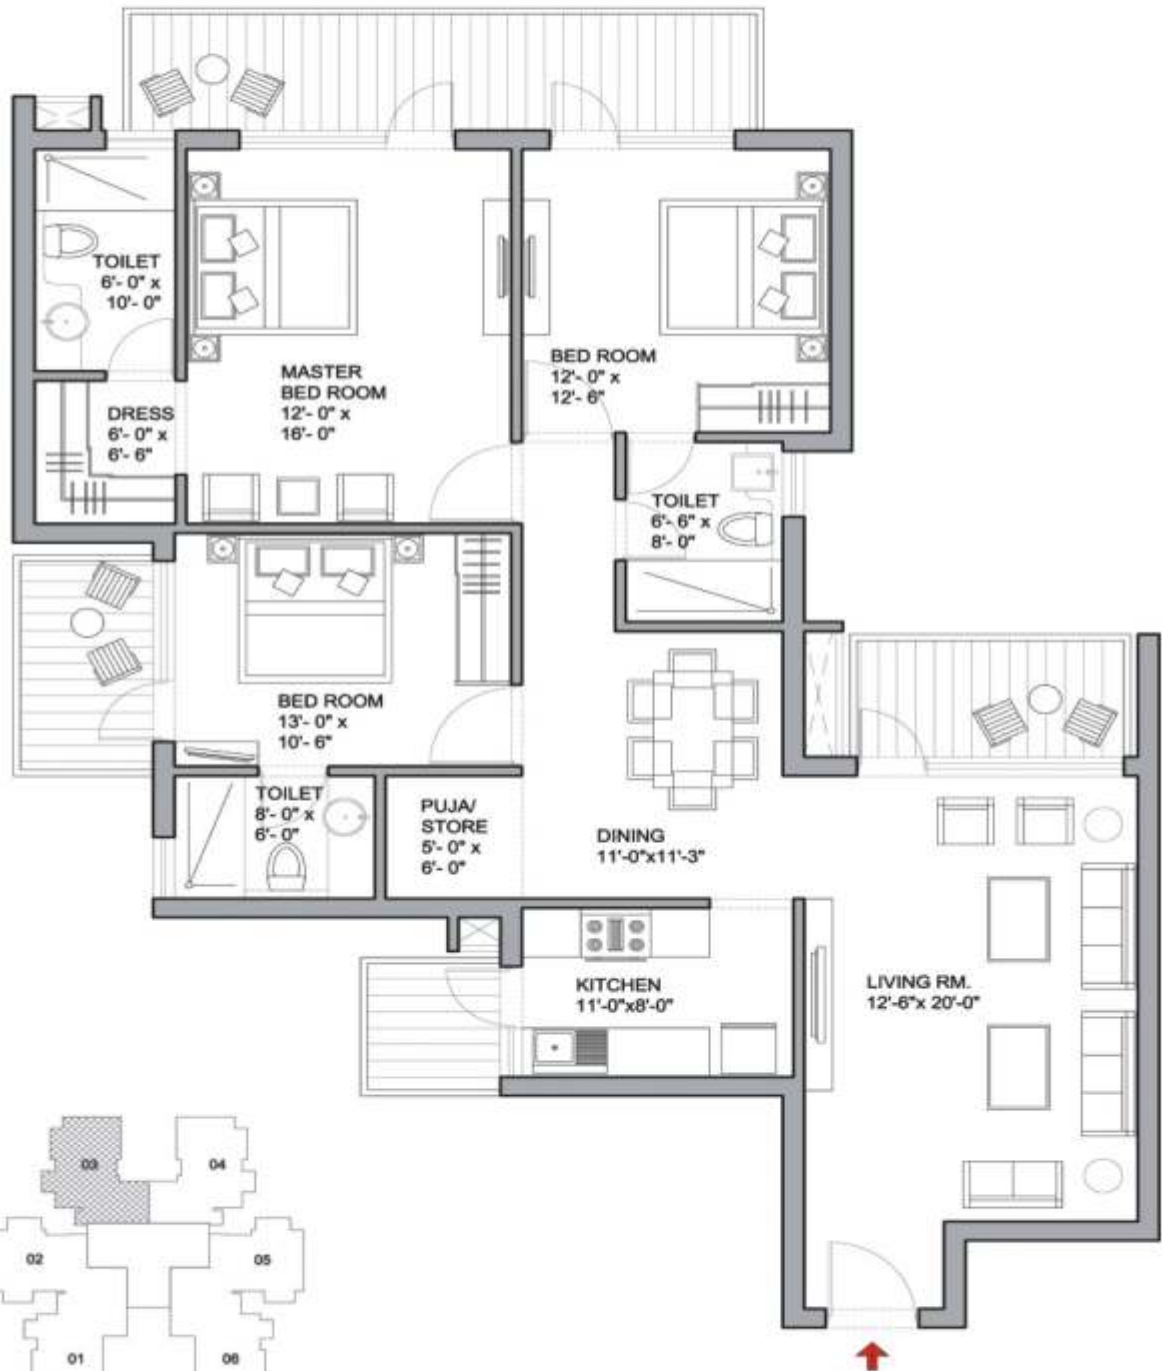 TOILET
6'- 0" x
10'- 0"
MASTER
BED ROOM
12'- 0" x
16'- 0"
BED ROOM
12'- 0" x
12'- 6"
DRESS
6'- 0" x
6'- 6"
TOILET
6'- 6" x
8'- 0"
BED ROOM
13'- 0" x
10'- 6"
TOILET
8'- 0" x
6'- 0"
PUJA/
STORE
5'- 0" x
6'- 0"
DINING
11'-0"x11'-3"
KITCHEN
11'-0"x8'-0"
LIVING RM.
12'-6"x 20'-0"
03
04
02
05
01
06